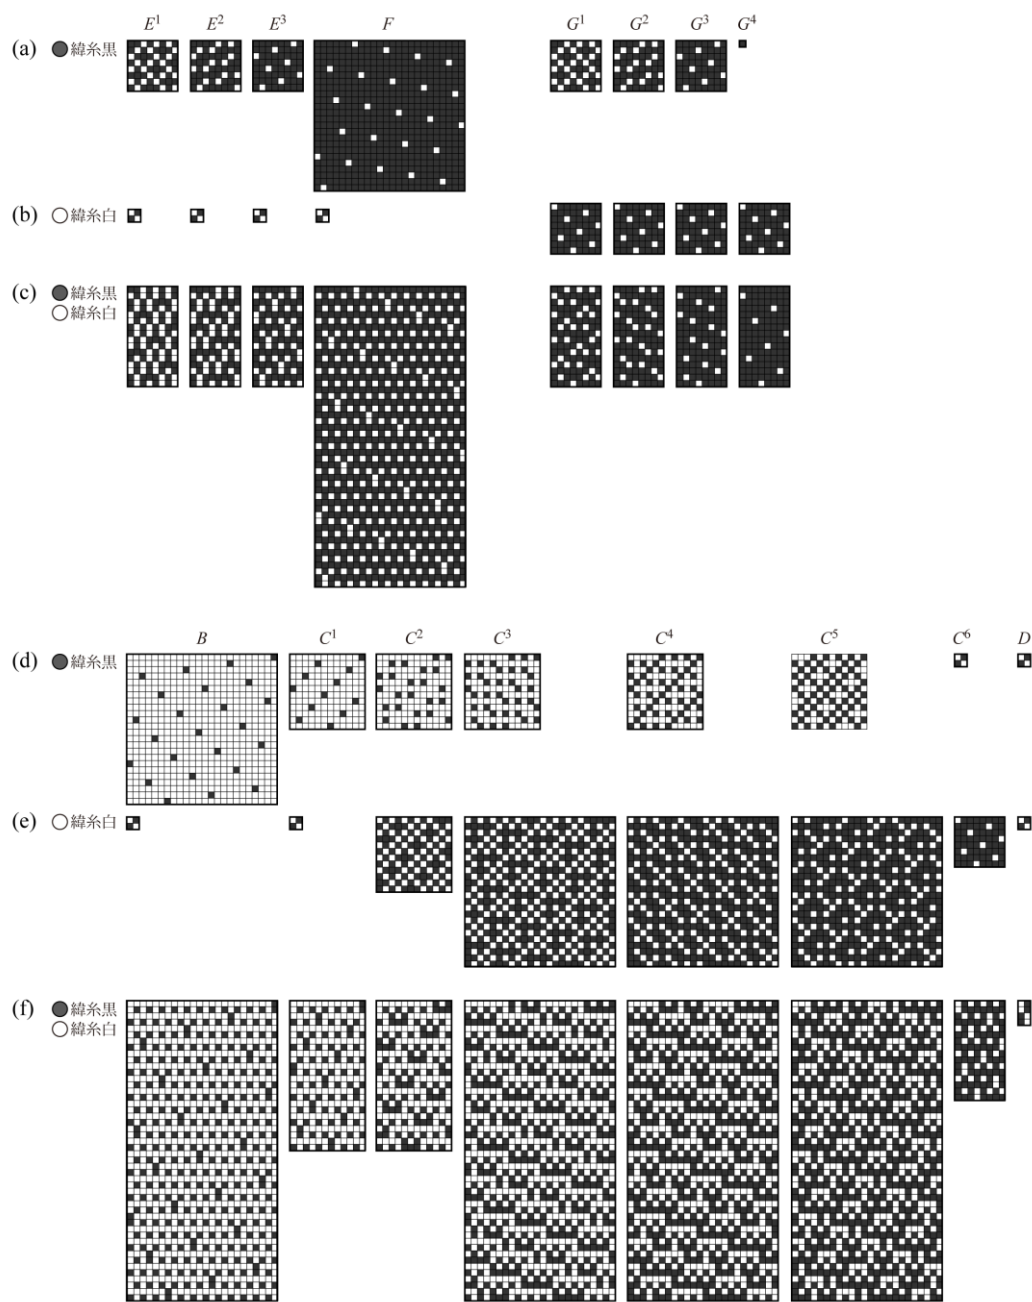 E¹ E² E³ F G¹ G² G³ G⁴
(a) 緯糸黒
(b) 緯糸白
(c) 緯糸黒
緯糸白
B C¹ C² C³ C⁴ C⁵ C⁶ D
(d) 緯糸黒
(e) 緯糸白
(f) 緯糸黒
緯糸白